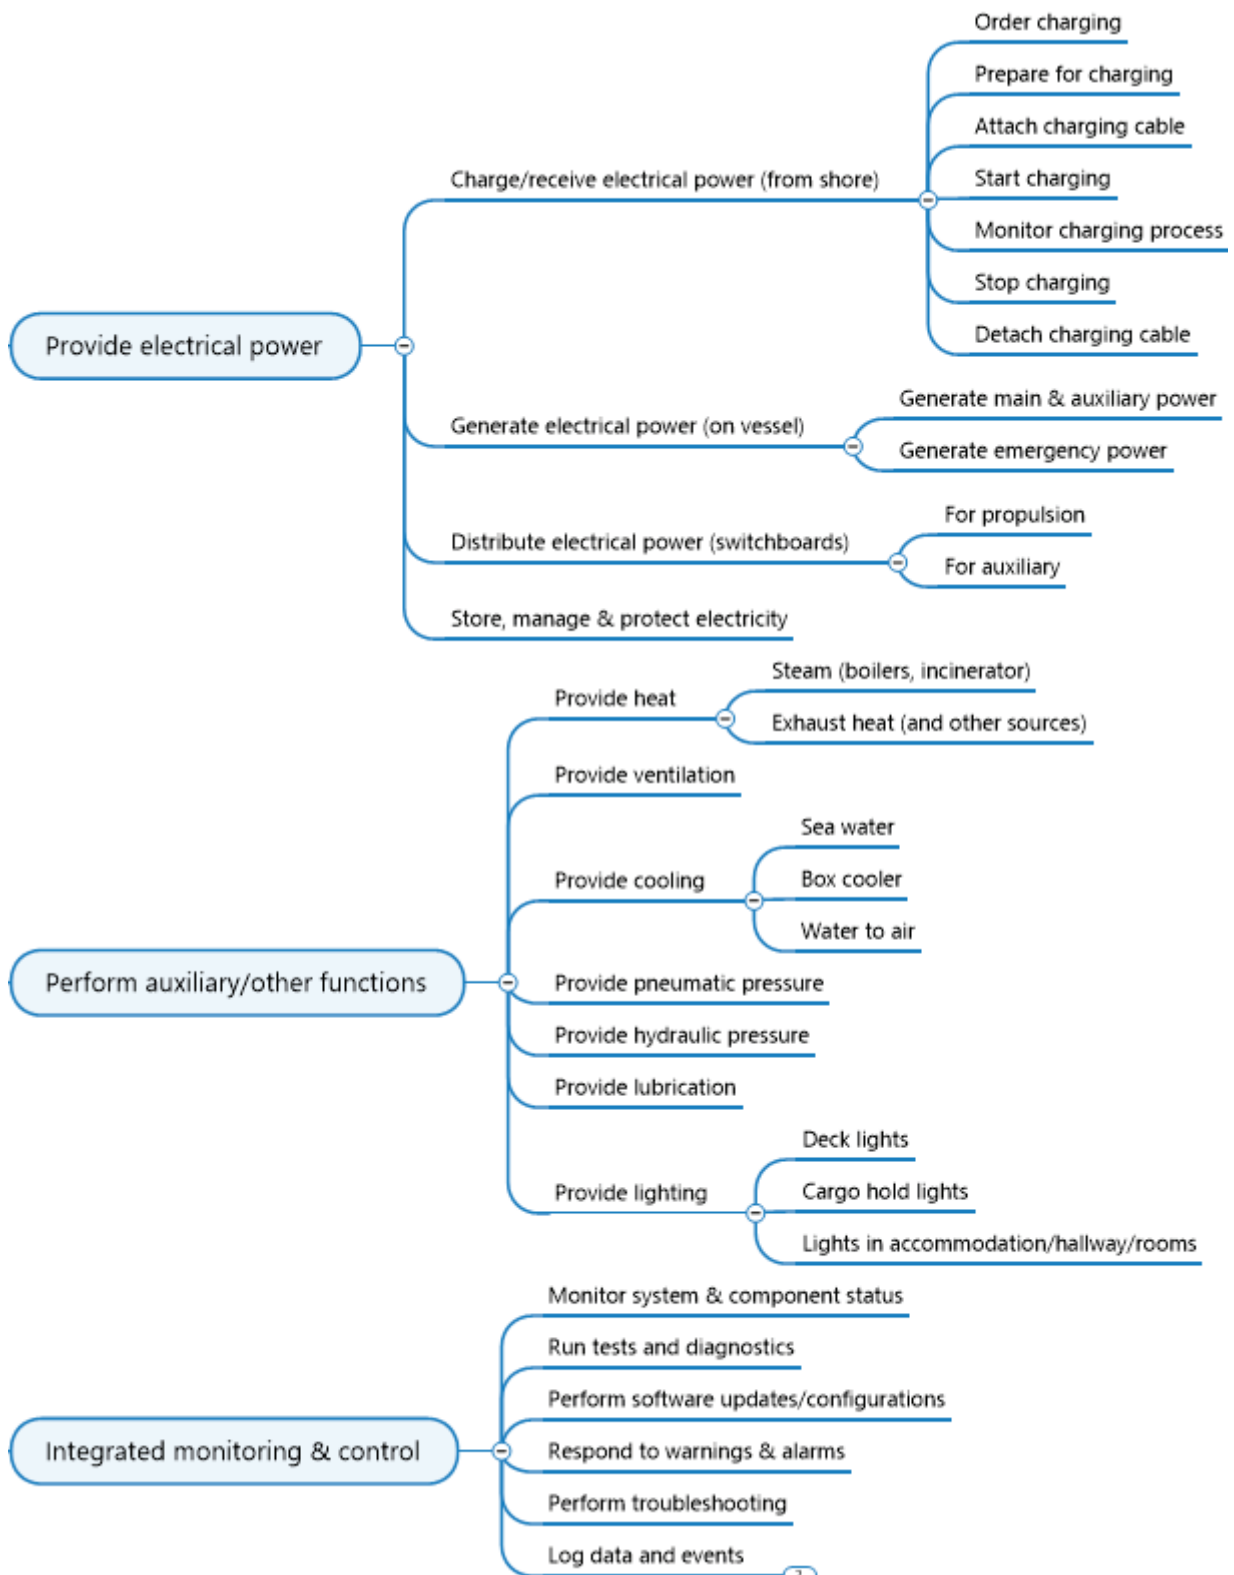 Order charging
Prepare for charging
Attach charging cable
Charge/receive electrical power (from shore)
Start charging
Monitor charging process
Stop charging
Detach charging cable
Provide electrical power
Generate main & auxiliary power
Generate electrical power (on vessel)
Generate emergency power
For propulsion
Distribute electrical power (switchboards)
For auxiliary
Store, manage & protect electricity
Steam (boilers, incinerator)
Provide heat
Exhaust heat (and other sources)
Provide ventilation
Sea water
Provide cooling
Box cooler
Water to air
Perform auxiliary/other functions
Provide pneumatic pressure
Provide hydraulic pressure
Provide lubrication
Deck lights
Provide lighting
Cargo hold lights
Lights in accommodation/hallway/rooms
Monitor system & component status
Run tests and diagnostics
Perform software updates/configurations
Integrated monitoring & control
Respond to warnings & alarms
Perform troubleshooting
Log data and events